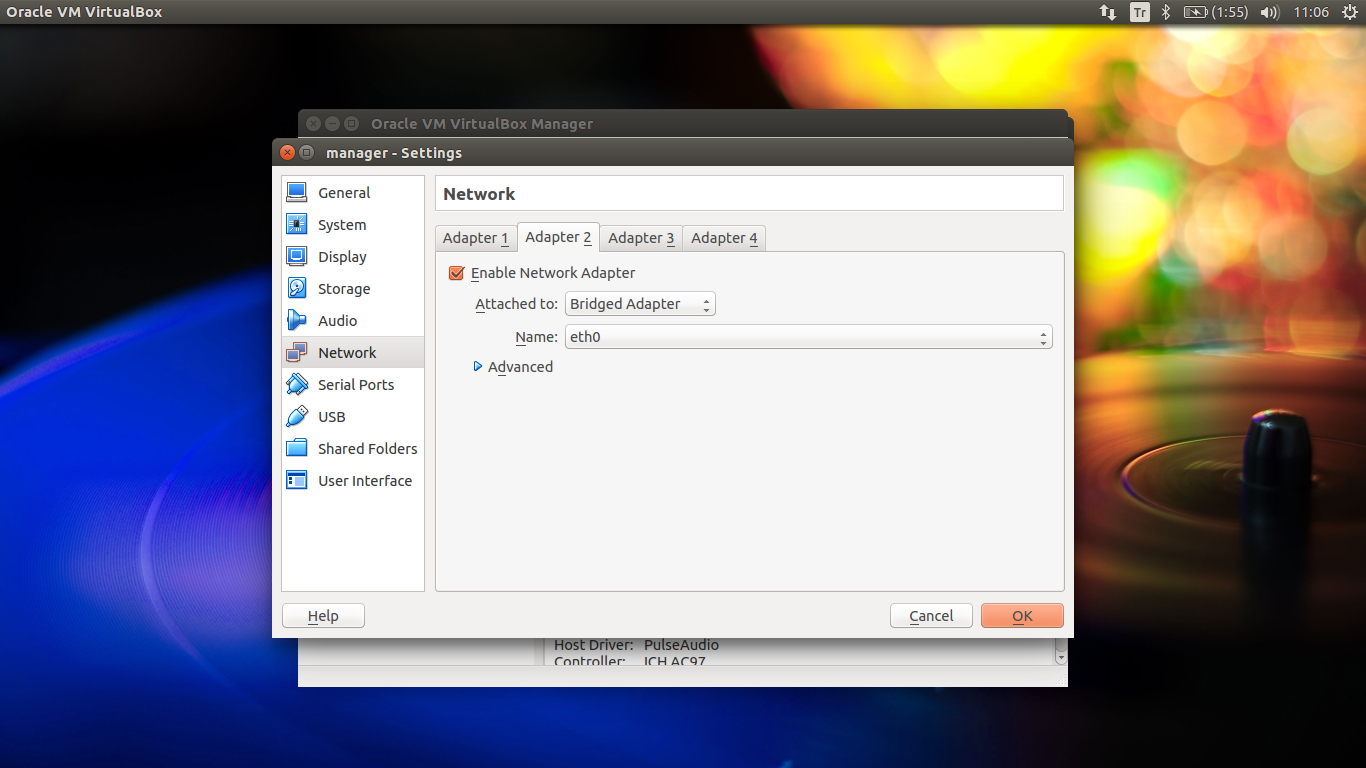 Oracle VM VirtualBox
Tr
(1:55)
11:06
Oracle VM VirtualBox Manager
manager - Settings
General
System
Display
Storage
Audio
Network
Serial Ports
USB
Shared Folders
User Interface
Network
Adapter 1 Adapter 2 Adapter 3 Adapter 4
Enable Network Adapter
Attached to: Bridged Adapter
Name: eth0
Advanced
Help
Cancel
OK
Host Driver: PulseAudio
Controller: ICH AC97